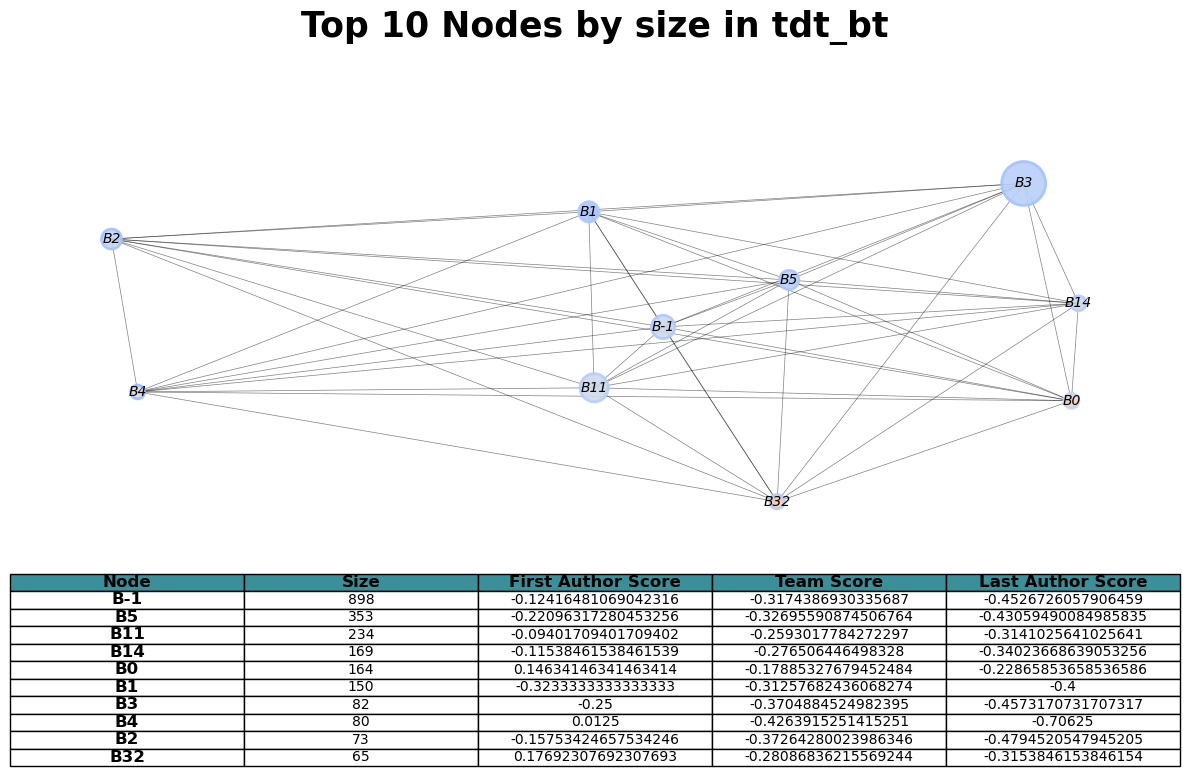 Top 10 Nodes by size in tdt_bt
B3
B1
B2
B5
B14
B-1
B11
B4
B0
B32
Node Size First Author Score Team Score Last Author Score
B-1 898 -0.12416481069042316 -0.3174386930335687 -0.4526726057906459
B5 353 -0.22096317280453256 -0.32695590874506764 -0.43059490084985835
B11 234 -0.09401709401709402 -0.2593017784272297 -0.3141025641025641
B14 169 -0.11538461538461539 -0.276506446498328 -0.34023668639053256
B0 164 0.14634146341463414 -0.17885327679452484 -0.22865853658536586
B1 150 -0.3233333333333333 -0.31257682436068274 -0.4
B3 82 -0.25 -0.3704884524982395 -0.4573170731707317
B4 80 0.0125 -0.4263915251415251 -0.70625
B2 73 -0.15753424657534246 -0.37264280023986346 -0.4794520547945205
B32 65 0.17692307692307693 -0.28086836215569244 -0.3153846153846154